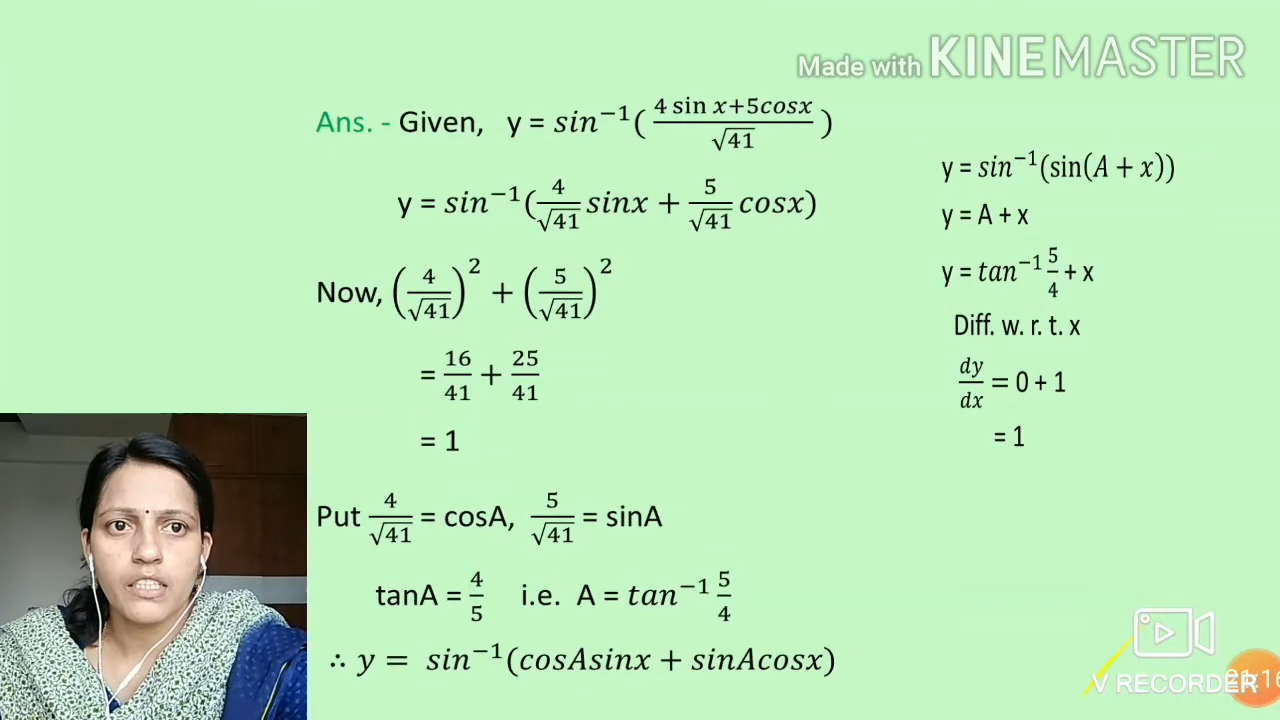 Made with KINEMASTER
Ans. - Given, y = sin⁻¹( (4 sin x+5cosx)/√41 )
y = sin⁻¹(4/√41 sinx + 5/√41 cosx)
Now, (4/√41)² + (5/√41)²
= 16/41 + 25/41
= 1
Put 4/√41 = cosA, 5/√41 = sinA
tanA = 4/5 i.e. A = tan⁻¹ 5/4
∴ y = sin⁻¹(cosAsinx + sinAcosx)
y = sin⁻¹(sin(A + x))
y = A + x
y = tan⁻¹ 5/4 + x
Diff. w. r. t. x
dy/dx = 0 + 1
= 1
V RECORDER
21:16